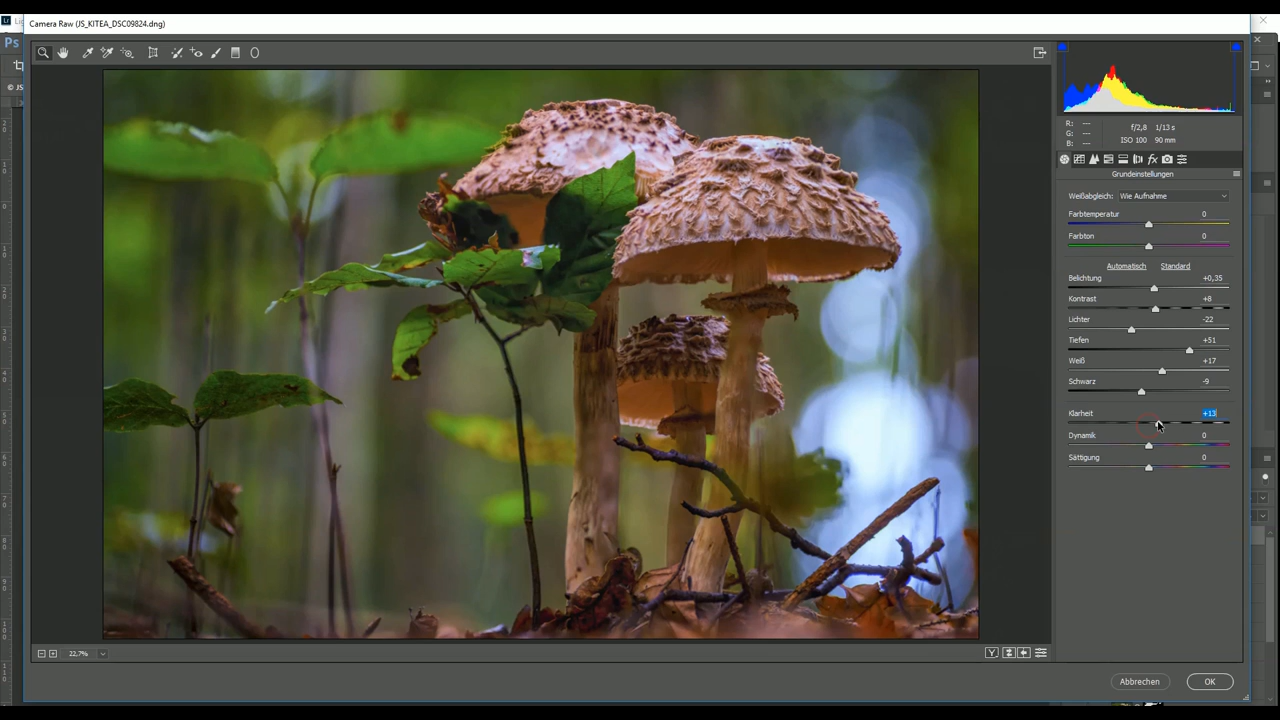 Camera Raw (JS_KITEA_DSC09824.dng)
Ps
© JS
R: ---
G: ---
B: ---
f/2,8 1/13 s
ISO 100 90 mm
Grundeinstellungen
Weißabgleich: Wie Aufnahme
Farbtemperatur 0
Farbton 0
Automatisch Standard
Belichtung +0,35
Kontrast +8
Lichter -22
Tiefen +51
Weiß +17
Schwarz -9
Klarheit +13
Dynamik 0
Sättigung 0
22,7%
Y
Abbrechen OK